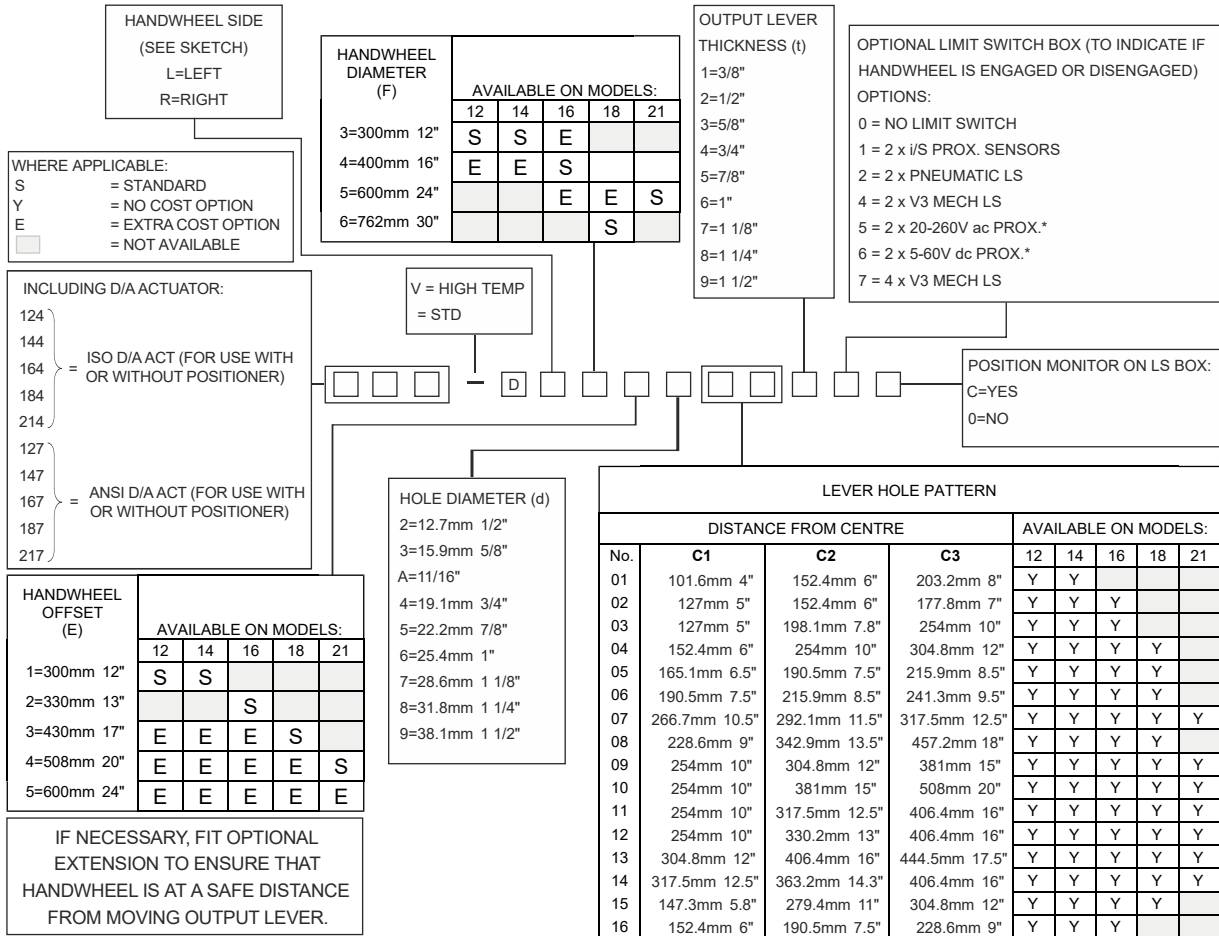 HANDWHEEL SIDE
(SEE SKETCH)
L=LEFT
R=RIGHT
WHERE APPLICABLE:
S = STANDARD
Y = NO COST OPTION
E = EXTRA COST OPTION
= NOT AVAILABLE
HANDWHEEL
DIAMETER
(F)
AVAILABLE ON MODELS:
12 14 16 18 21
3=300mm 12" S S E
4=400mm 16" E E S
5=600mm 24" E E S
6=762mm 30" S
OUTPUT LEVER
THICKNESS (t)
1=3/8"
2=1/2"
3=5/8"
4=3/4"
5=7/8"
6=1"
7=1 1/8"
8=1 1/4"
9=1 1/2"
OPTIONAL LIMIT SWITCH BOX (TO INDICATE IF
HANDWHEEL IS ENGAGED OR DISENGAGED)
OPTIONS:
0 = NO LIMIT SWITCH
1 = 2 x i/S PROX. SENSORS
2 = 2 x PNEUMATIC LS
4 = 2 x V3 MECH LS
5 = 2 x 20-260V ac PROX.*
6 = 2 x 5-60V dc PROX.*
7 = 4 x V3 MECH LS
INCLUDING D/A ACTUATOR:
124
144
164
184
214
= ISO D/A ACT (FOR USE WITH
OR WITHOUT POSITIONER)
127
147
167
187
217
= ANSI D/A ACT (FOR USE WITH
OR WITHOUT POSITIONER)
V = HIGH TEMP
= STD
– D
POSITION MONITOR ON LS BOX:
C=YES
0=NO
HANDWHEEL
OFFSET
(E)
AVAILABLE ON MODELS:
12 14 16 18 21
1=300mm 12" S S
2=330mm 13" S
3=430mm 17" E E E S
4=508mm 20" E E E E S
5=600mm 24" E E E E E
IF NECESSARY, FIT OPTIONAL
EXTENSION TO ENSURE THAT
HANDWHEEL IS AT A SAFE DISTANCE
FROM MOVING OUTPUT LEVER.
HOLE DIAMETER (d)
2=12.7mm 1/2"
3=15.9mm 5/8"
A=11/16"
4=19.1mm 3/4"
5=22.2mm 7/8"
6=25.4mm 1"
7=28.6mm 1 1/8"
8=31.8mm 1 1/4"
9=38.1mm 1 1/2"
LEVER HOLE PATTERN
DISTANCE FROM CENTRE AVAILABLE ON MODELS:
No. C1 C2 C3 12 14 16 18 21
01 101.6mm 4" 152.4mm 6" 203.2mm 8" Y Y
02 127mm 5" 152.4mm 6" 177.8mm 7" Y Y Y
03 127mm 5" 198.1mm 7.8" 254mm 10" Y Y Y
04 152.4mm 6" 254mm 10" 304.8mm 12" Y Y Y Y
05 165.1mm 6.5" 190.5mm 7.5" 215.9mm 8.5" Y Y Y Y
06 190.5mm 7.5" 215.9mm 8.5" 241.3mm 9.5" Y Y Y Y
07 266.7mm 10.5" 292.1mm 11.5" 317.5mm 12.5" Y Y Y Y Y
08 228.6mm 9" 342.9mm 13.5" 457.2mm 18" Y Y Y Y
09 254mm 10" 304.8mm 12" 381mm 15" Y Y Y Y Y
10 254mm 10" 381mm 15" 508mm 20" Y Y Y Y Y
11 254mm 10" 317.5mm 12.5" 406.4mm 16" Y Y Y Y Y
12 254mm 10" 330.2mm 13" 406.4mm 16" Y Y Y Y Y
13 304.8mm 12" 406.4mm 16" 444.5mm 17.5" Y Y Y Y Y
14 317.5mm 12.5" 363.2mm 14.3" 406.4mm 16" Y Y Y Y Y
15 147.3mm 5.8" 279.4mm 11" 304.8mm 12" Y Y Y Y
16 152.4mm 6" 190.5mm 7.5" 228.6mm 9" Y Y Y